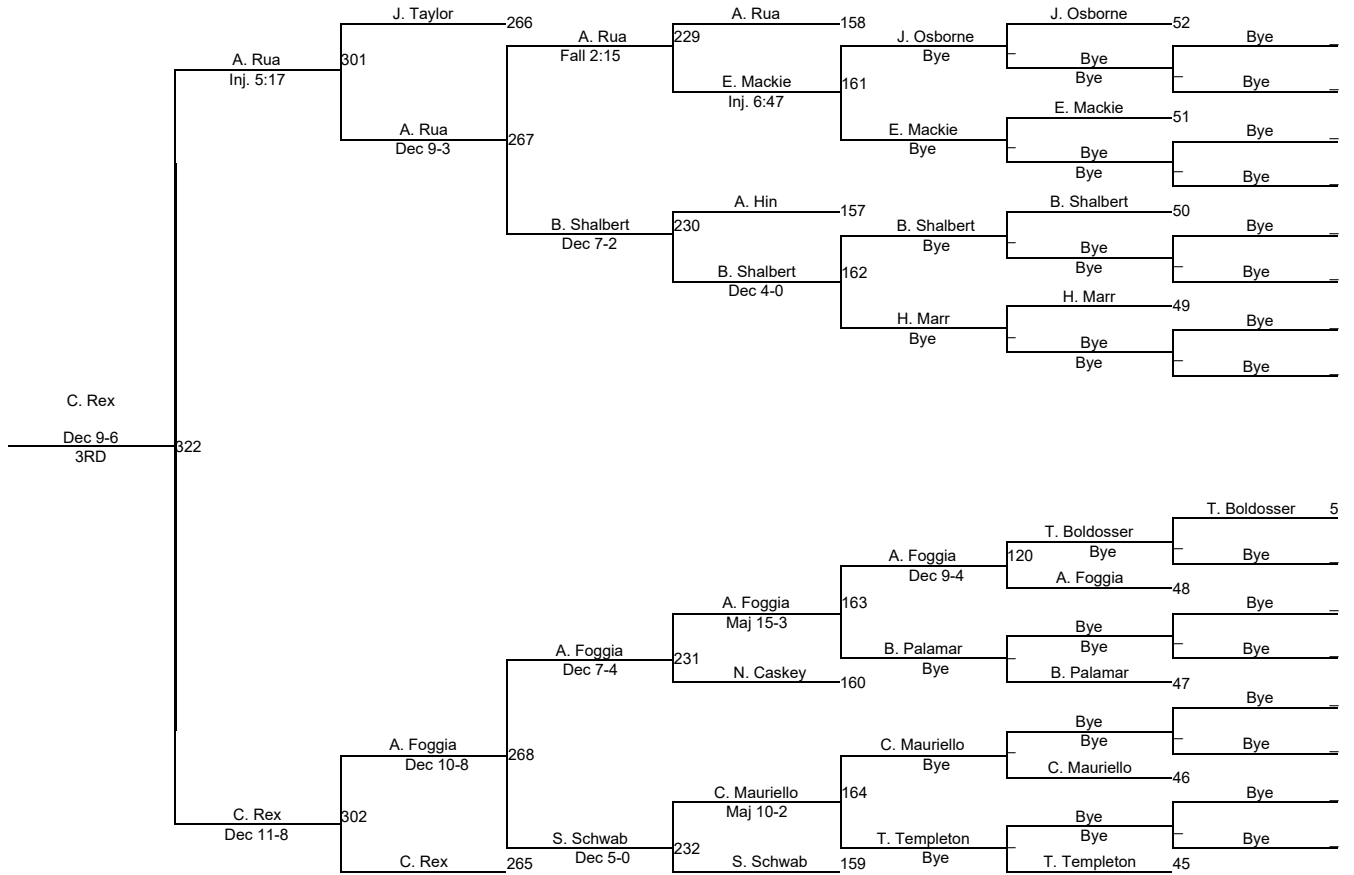 J. Taylor 266
A. Rua 158
J. Osborne 52
A. Rua 229
J. Osborne
Bye _
A. Rua 301
Fall 2:15
Bye
Bye
_
Inj. 5:17
E. Mackie 161
Bye _
Inj. 6:47
E. Mackie 51
A. Rua 267
E. Mackie
Bye _
Dec 9-3
Bye
Bye
Bye
_
Bye _
A. Hin 157
B. Shalbert 50
B. Shalbert 230
B. Shalbert
Bye _
Dec 7-2
Bye
Bye
Bye
_
B. Shalbert 162
Bye _
Dec 4-0
H. Marr 49
H. Marr
Bye _
Bye
Bye
Bye
_
Bye _
C. Rex
Dec 9-6 322
3RD
T. Boldosser 5
T. Boldosser
Bye
_
A. Foggia 120
Bye _
Dec 9-4
A. Foggia 48
A. Foggia 163
Bye _
Maj 15-3
Bye
Bye
_
A. Foggia 231
B. Palamar
Bye _
Dec 7-4
Bye
N. Caskey 160
B. Palamar 47
Bye _
Bye
Bye
_
A. Foggia 268
C. Mauriello
Bye _
Dec 10-8
Bye
C. Mauriello 46
C. Mauriello 164
Bye _
Maj 10-2
C. Rex 302
Bye
Bye
_
Dec 11-8
S. Schwab 232
T. Templeton
Bye _
Dec 5-0
Bye
C. Rex 265
S. Schwab 159
T. Templeton 45